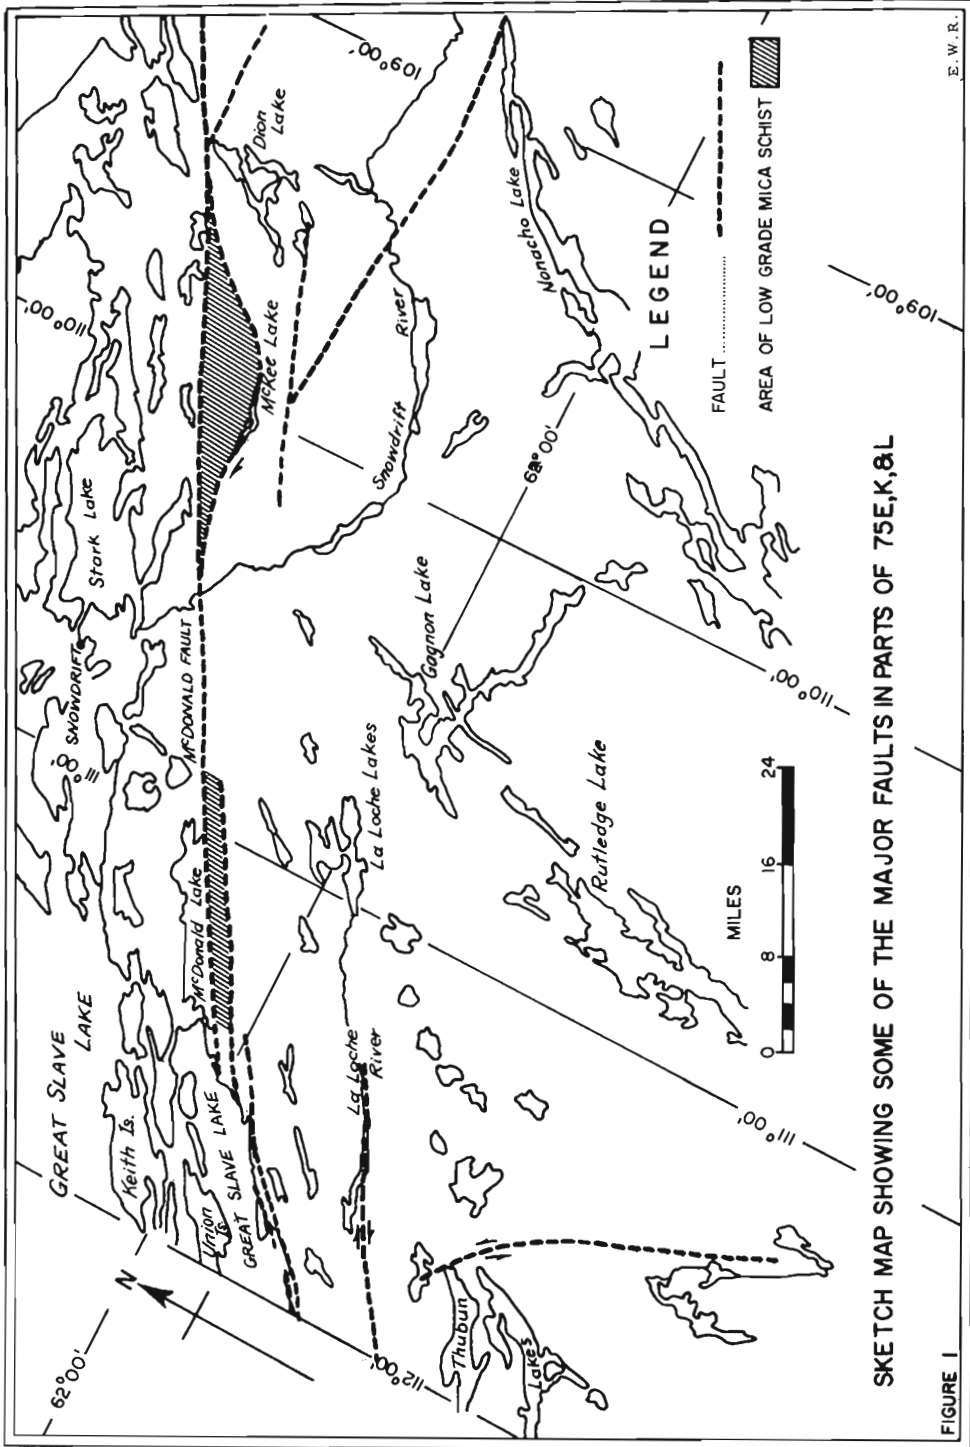 GREAT SLAVE
LAKE
Keith Is.
Union
Is.
GREAT SLAVE LAKE
McDonald Lake
McDONALD FAULT
SNOWDRIFT
Stark Lake
111°00'
110°00'
109°00'
Dion
Lake
McKee Lake
Snowdrift River
Nonacho Lake
62°00'
Gagnon Lake
La Loche Lakes
La Loche
River
Rutledge Lake
Thubun
Lakes
N
62°00'
112°00'
111°00'
110°00'
109°00'
LEGEND
FAULT
AREA OF LOW GRADE MICA SCHIST
MILES
0 8 16 24
SKETCH MAP SHOWING SOME OF THE MAJOR FAULTS IN PARTS OF 75E,K,&L
FIGURE 1
E.W.R.